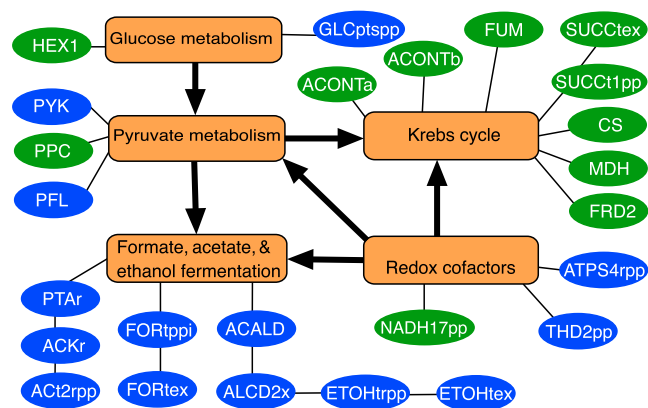 HEX1
Glucose metabolism
GLCptspp
FUM
SUCCtex
ACONTa
ACONTb
SUCCt1pp
PYK
PPC
PFL
Pyruvate metabolism
Krebs cycle
CS
MDH
FRD2
Formate, acetate, &
ethanol fermentation
Redox cofactors
ATPS4rpp
PTAr
FORtppi
ACALD
NADH17pp
THD2pp
ACKr
ACt2rpp
FORtex
ALCD2x
ETOHtrpp
ETOHtex